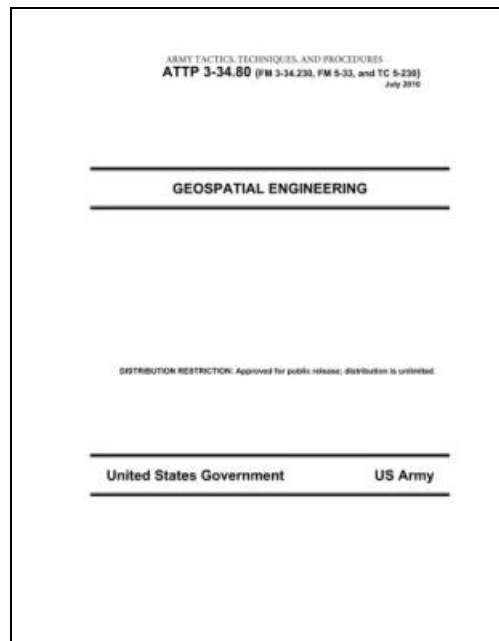 ARMY TACTICS, TECHNIQUES, AND PROCEDURES
ATTP 3-34.80 (FM 3-34.230, FM 5-33, and TC 5-230)
July 2010
GEOSPATIAL ENGINEERING
DISTRIBUTION RESTRICTION: Approved for public release; distribution is unlimited.
United States Government US Army